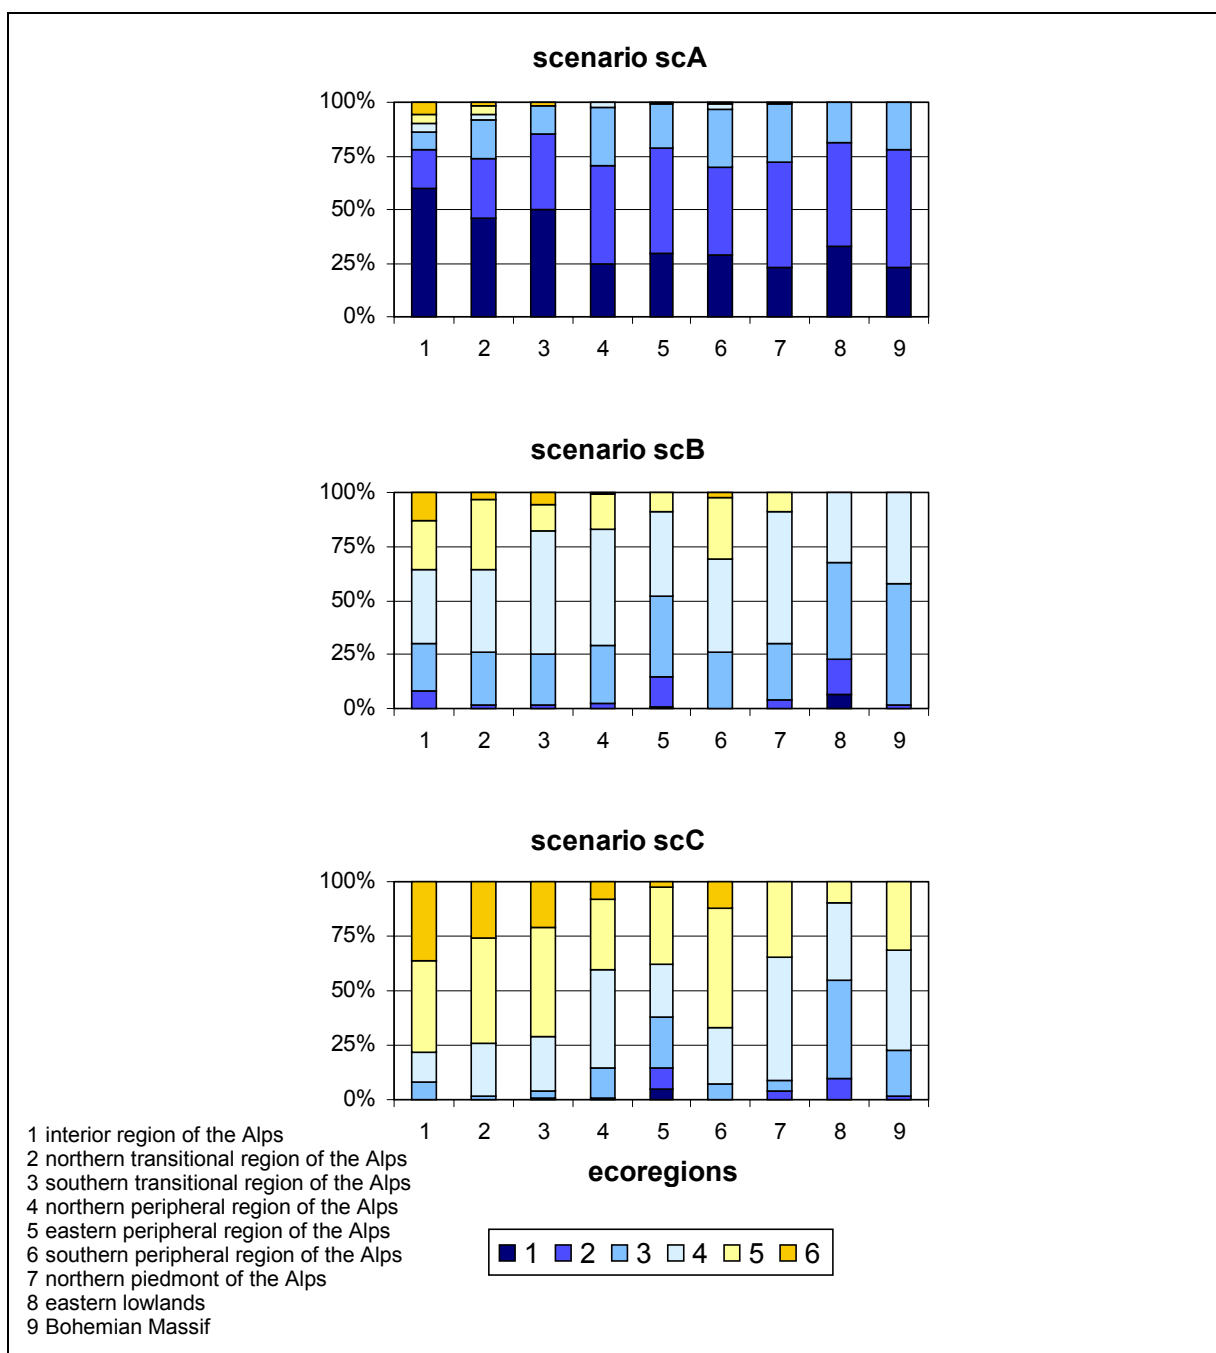 scenario scA
100%
75%
50%
25%
0%
1 2 3 4 5 6 7 8 9
scenario scB
100%
75%
50%
25%
0%
1 2 3 4 5 6 7 8 9
scenario scC
100%
75%
50%
25%
0%
1 2 3 4 5 6 7 8 9
ecoregions
1 interior region of the Alps
2 northern transitional region of the Alps
3 southern transitional region of the Alps
4 northern peripheral region of the Alps
5 eastern peripheral region of the Alps
6 southern peripheral region of the Alps
7 northern piedmont of the Alps
8 eastern lowlands
9 Bohemian Massif
1 2 3 4 5 6